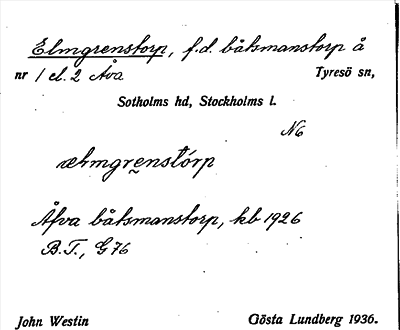 Elmgrenstorp, f.d. båtsmanstorp å
nr 1 el. 2 Åva Tyresö sn,
Sotholms hd, Stockholms l.
N6
ælmgrenstórp
Åfva båtsmanstorp, kb 1926
B.T., G76
John Westin Gösta Lundberg 1936.